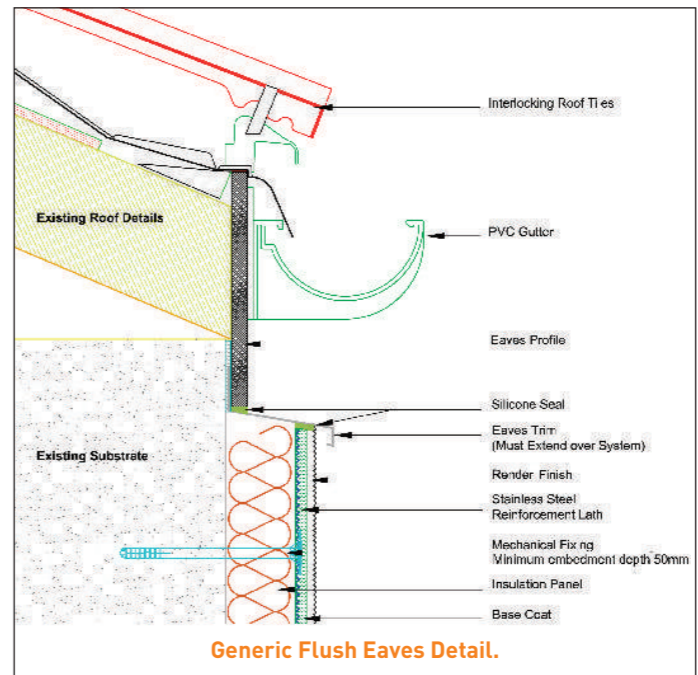 Interlocking Roof Tiles
Existing Roof Details
PVC Gutter
Eaves Profile
Silicone Seal
Eaves Trim
(Must Extend over System)
Existing Substrate
Render Finish
Stainless Steel
Reinforcement Lath
Mechanical Fixing
Minimum embedment depth 50mm
Insulation Panel
Base Coat
Generic Flush Eaves Detail.